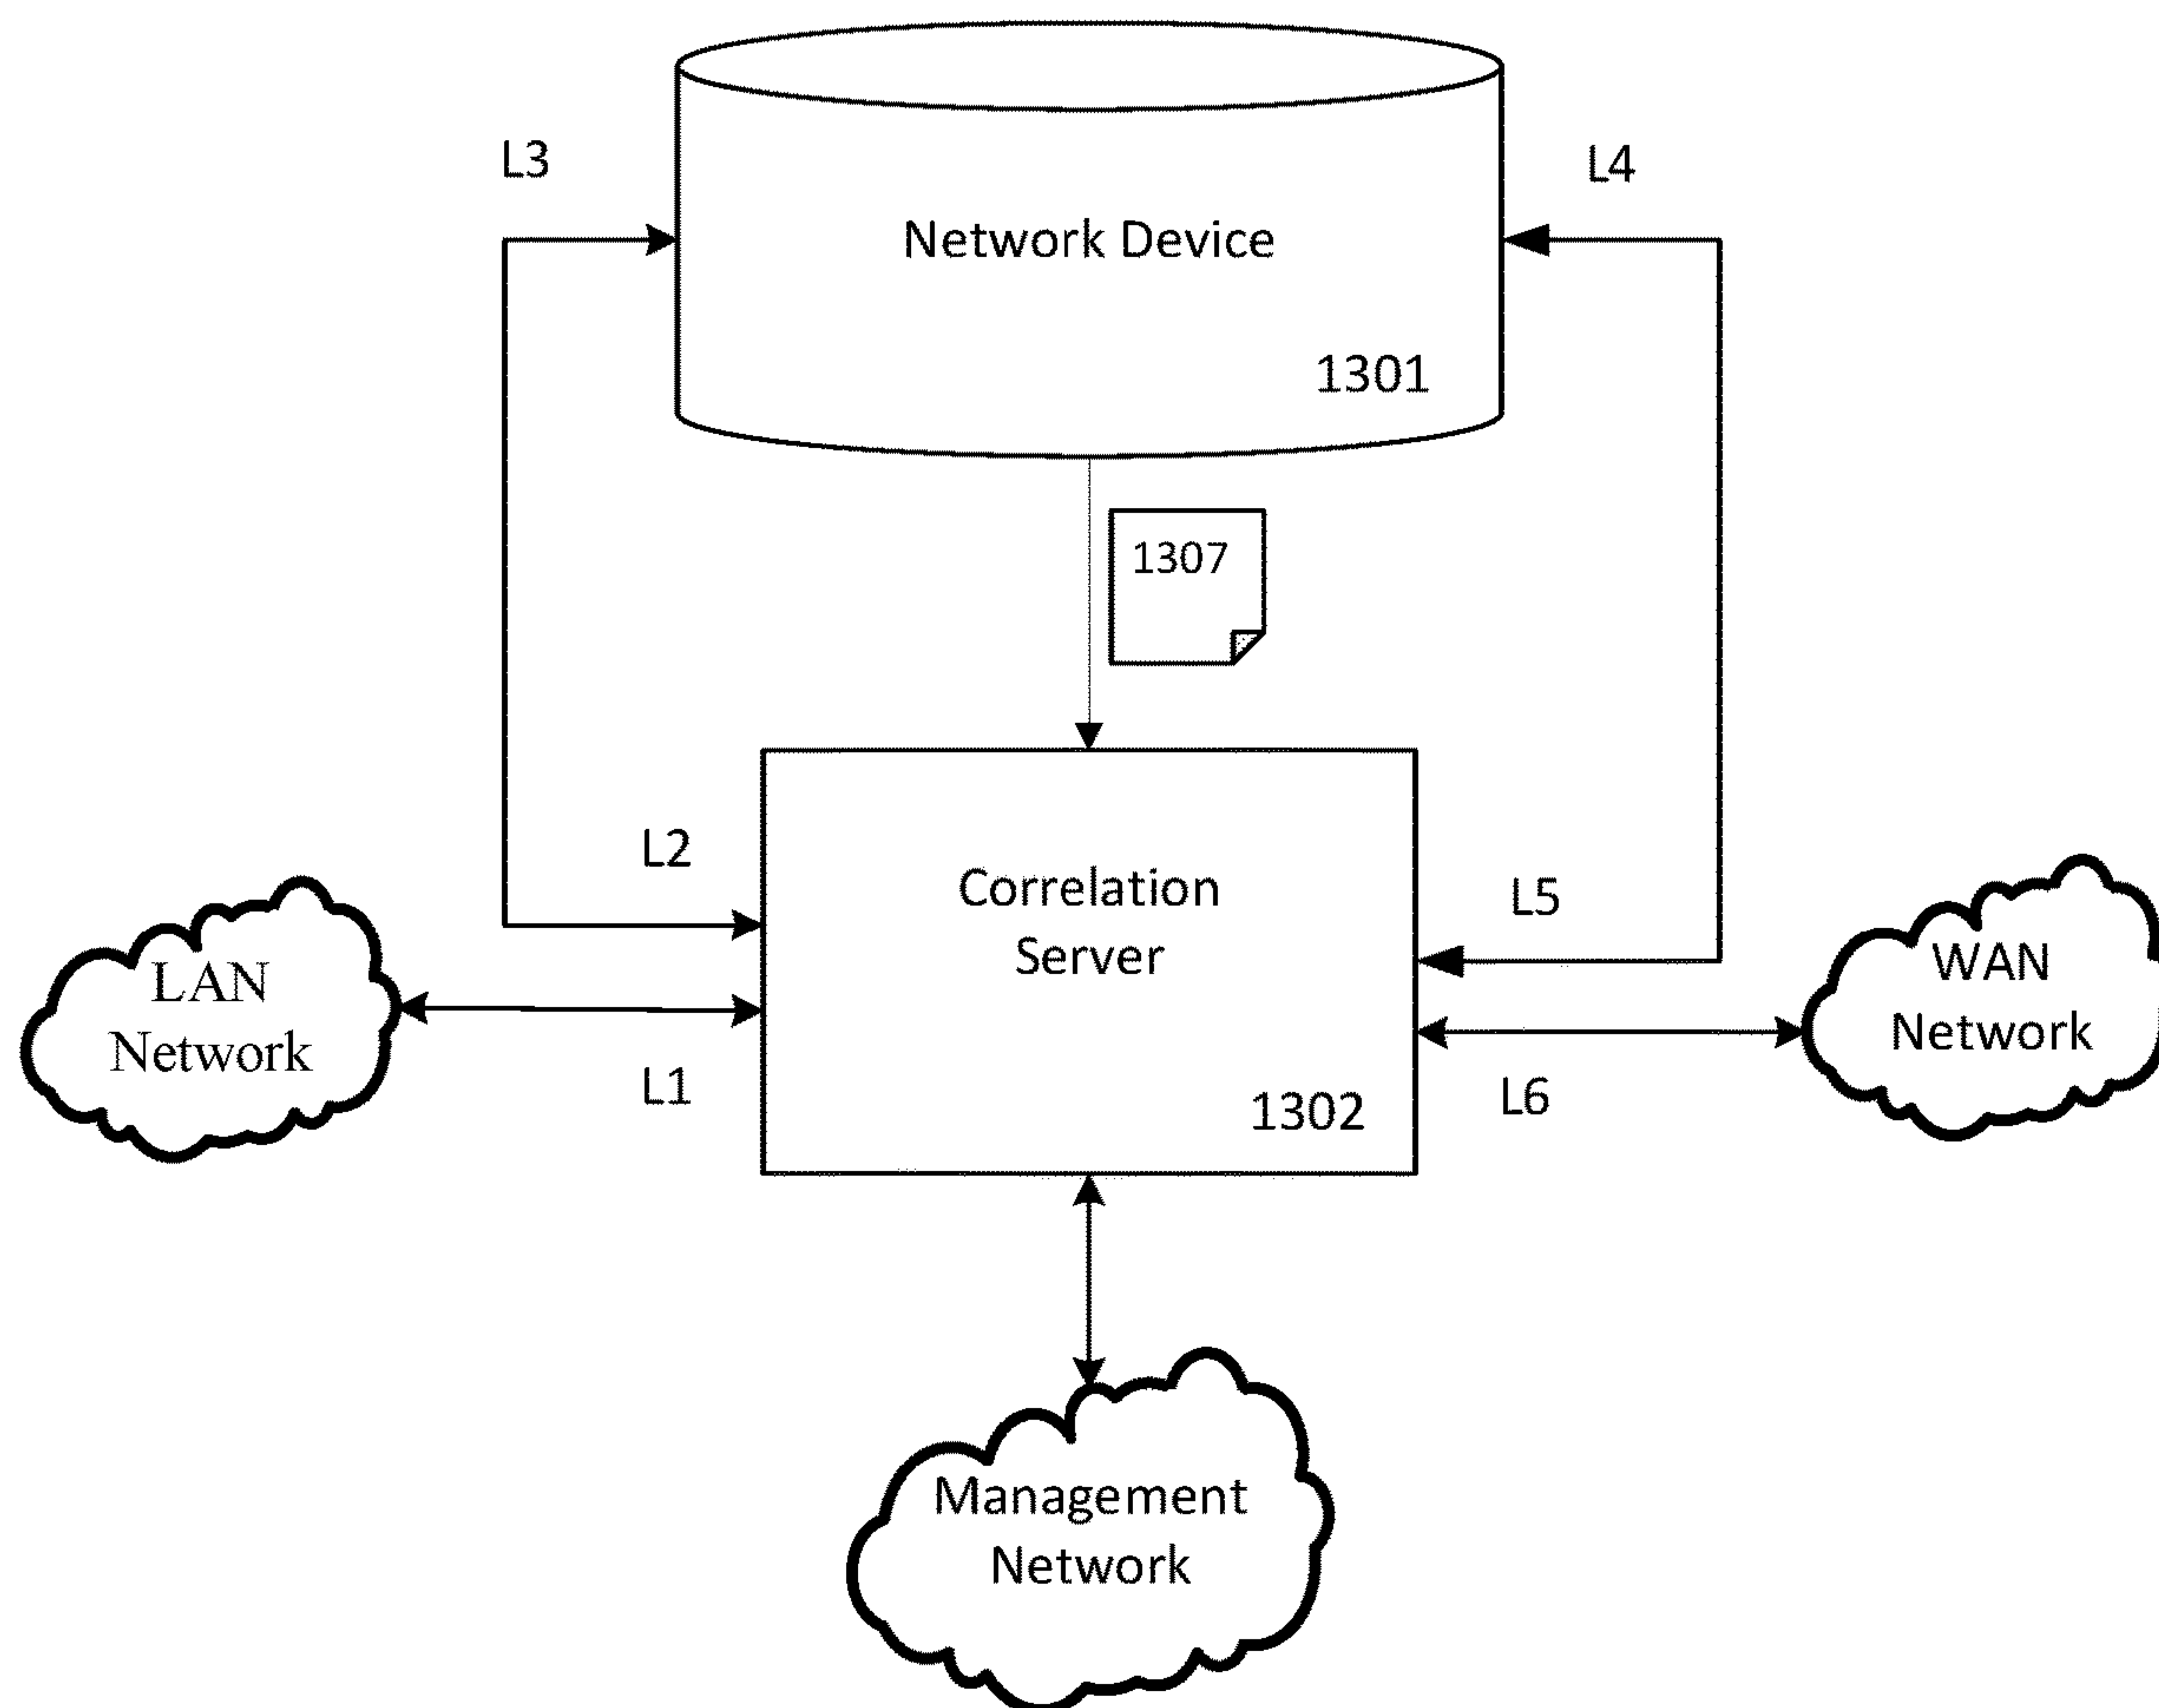 L3
L4
Network Device
1301
1307
L2
Correlation
Server
L5
LAN
Network
WAN
Network
L1
L6
1302
Management
Network